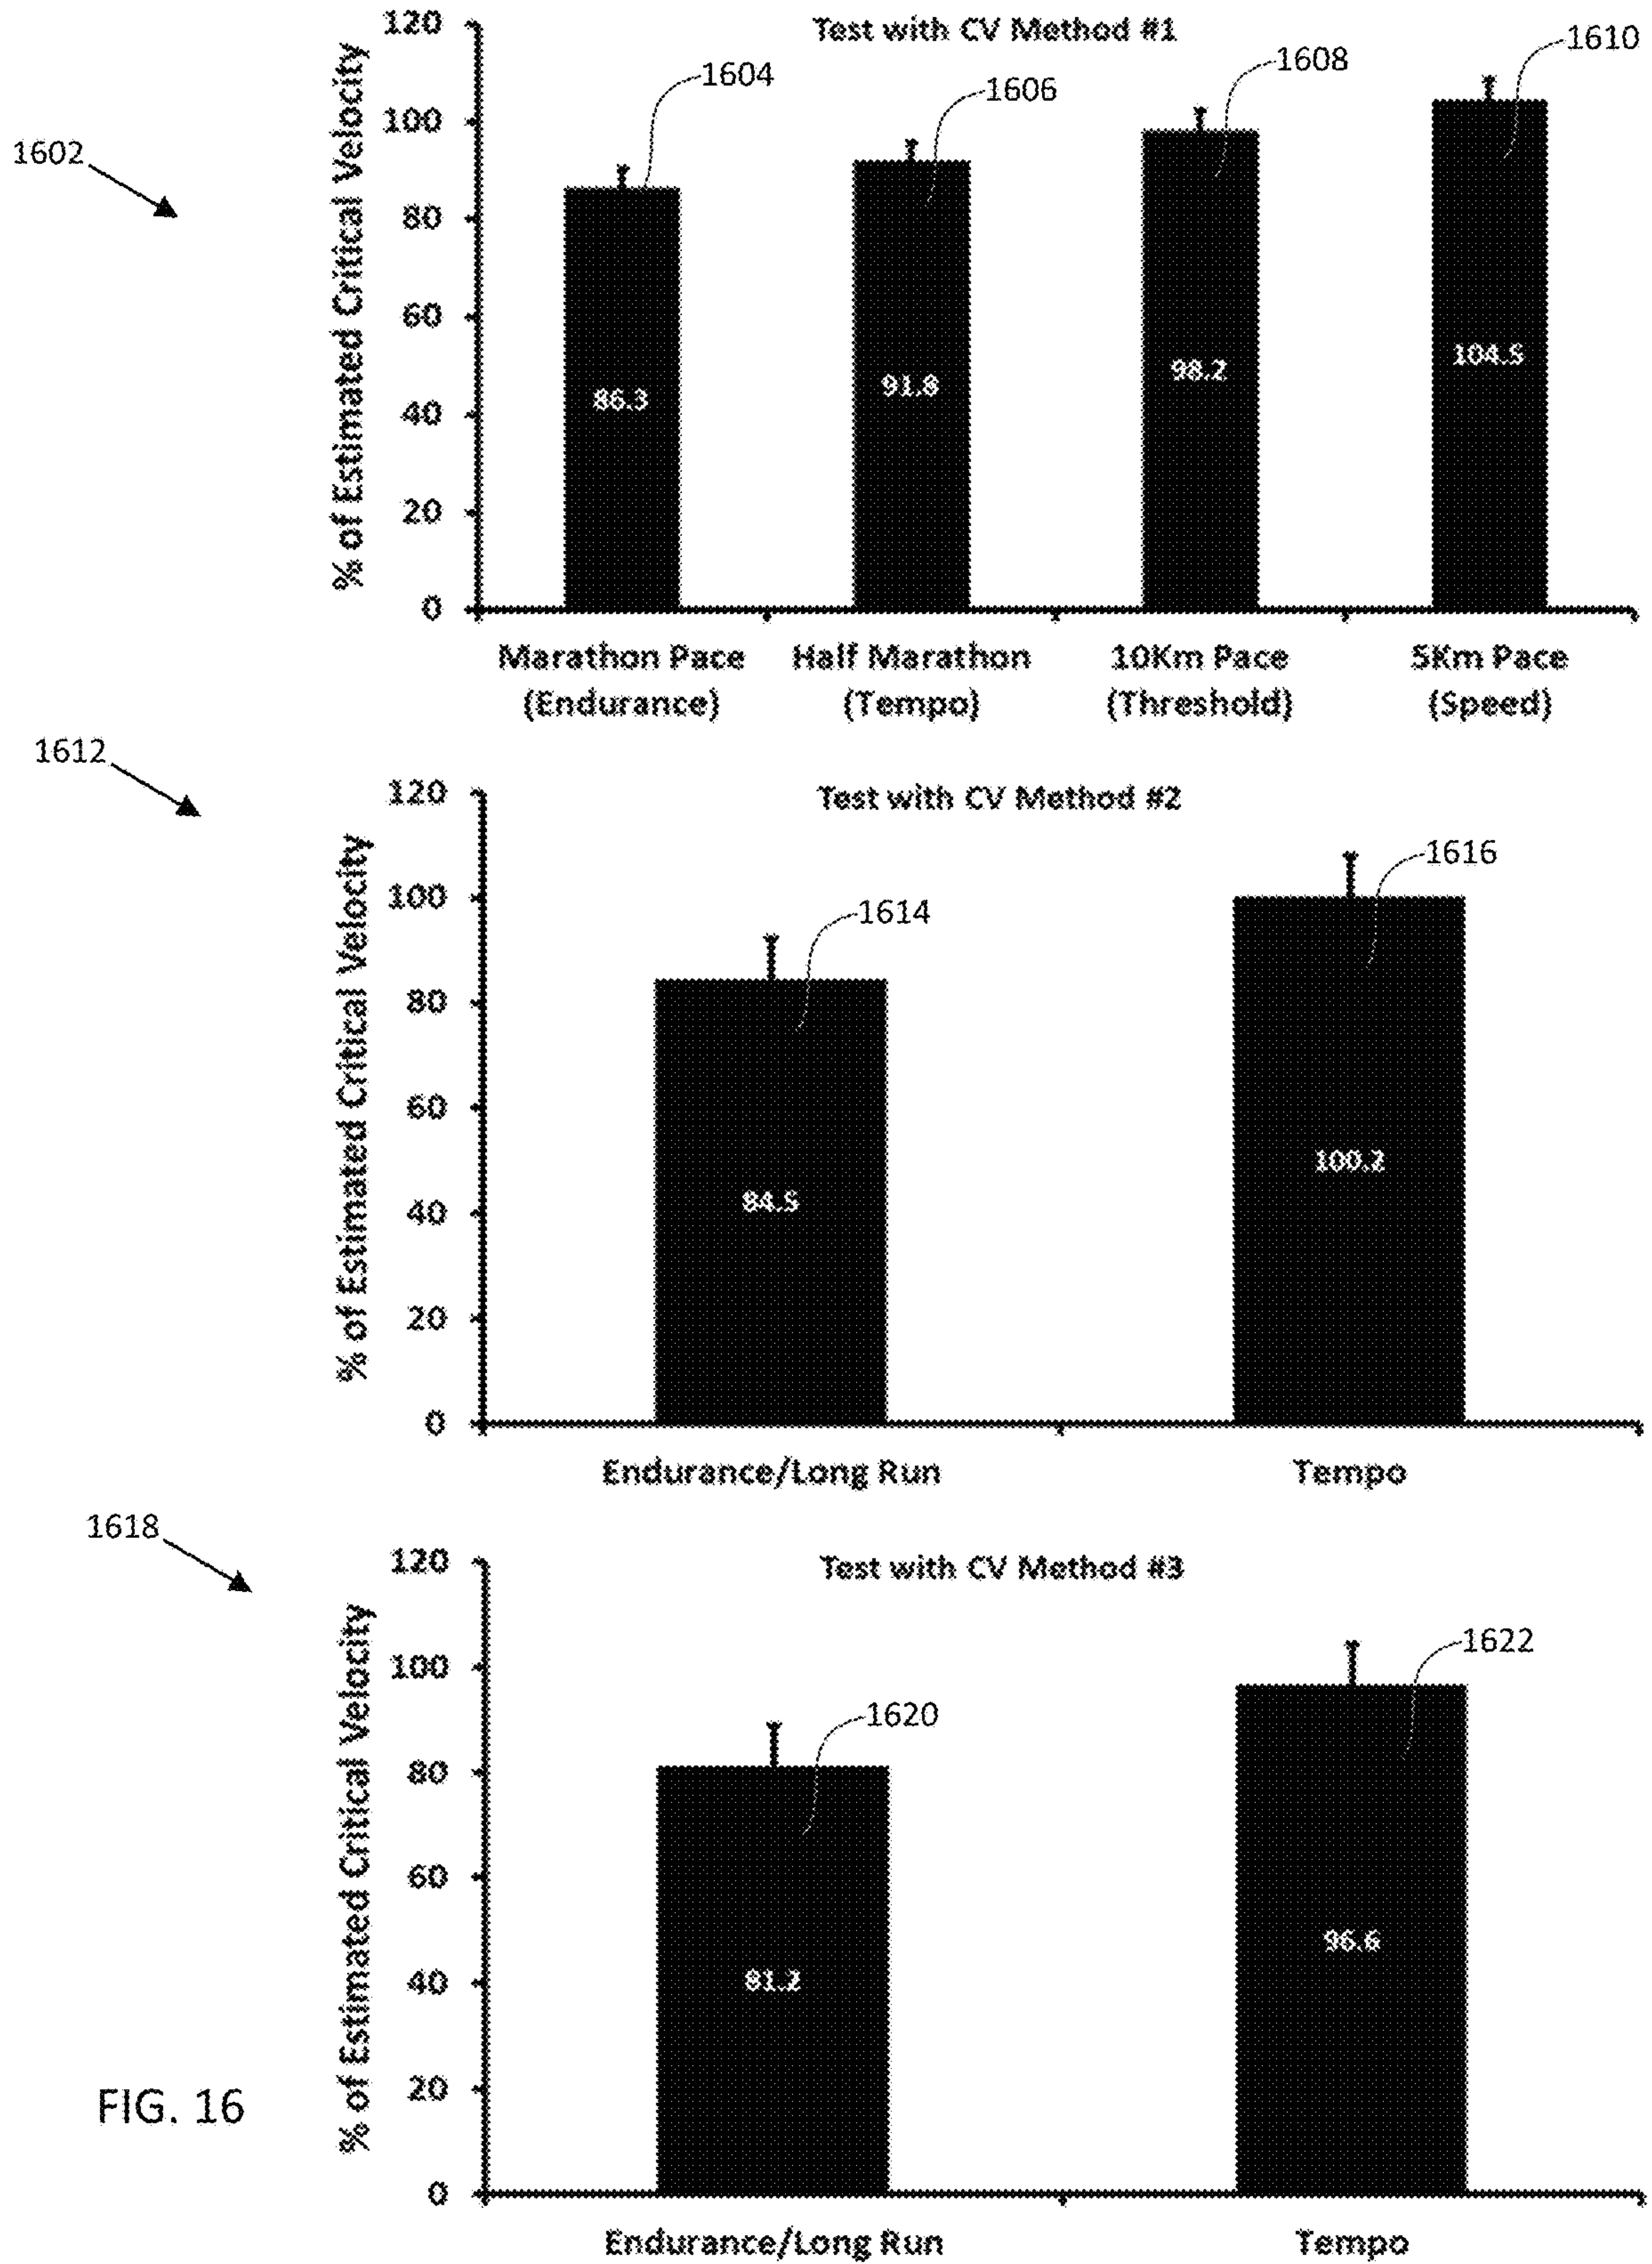 Test with CV Method #1
1602
% of Estimated Critical Velocity
120
100
80
60
40
20
0
1604
1606
1608
1610
86.3
91.8
98.2
104.5
Marathon Pace
(Endurance)
Half Marathon
(Tempo)
10Km Pace
(Threshold)
5Km Pace
(Speed)
Test with CV Method #2
1612
% of Estimated Critical Velocity
120
100
80
60
40
20
0
1614
1616
84.5
100.2
Endurance/Long Run
Tempo
Test with CV Method #3
1618
% of Estimated Critical Velocity
120
100
80
60
40
20
0
1620
1622
81.2
96.6
Endurance/Long Run
Tempo
FIG. 16